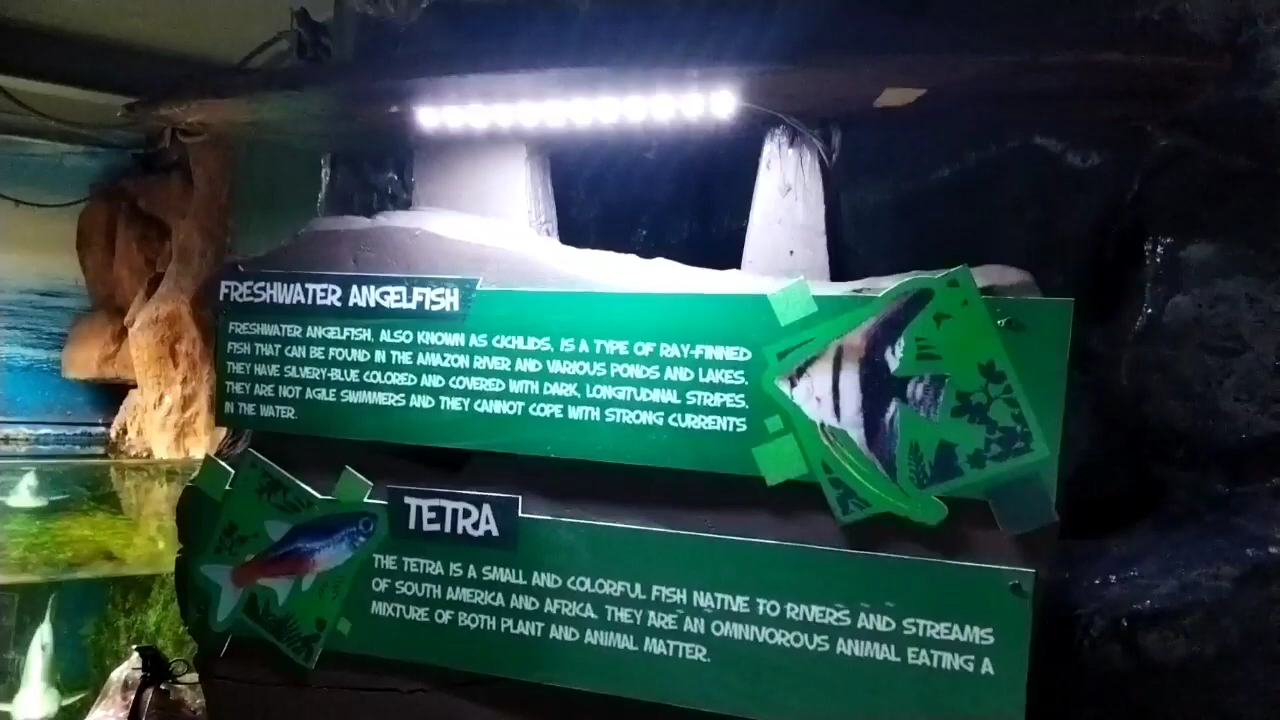 FRESHWATER ANGELFISH
FRESHWATER ANGELFISH, ALSO KNOWN AS CICHLIDS, IS A TYPE OF RAY-FINNED
FISH THAT CAN BE FOUND IN THE AMAZON RIVER AND VARIOUS PONDS AND LAKES.
THEY HAVE SILVERY-BLUE COLORED AND COVERED WITH DARK, LONGITUDINAL STRIPES.
THEY ARE NOT AGILE SWIMMERS AND THEY CANNOT COPE WITH STRONG CURRENTS
IN THE WATER.
TETRA
THE TETRA IS A SMALL AND COLORFUL FISH NATIVE TO RIVERS AND STREAMS
OF SOUTH AMERICA AND AFRICA. THEY ARE AN OMNIVOROUS ANIMAL EATING A
MIXTURE OF BOTH PLANT AND ANIMAL MATTER.